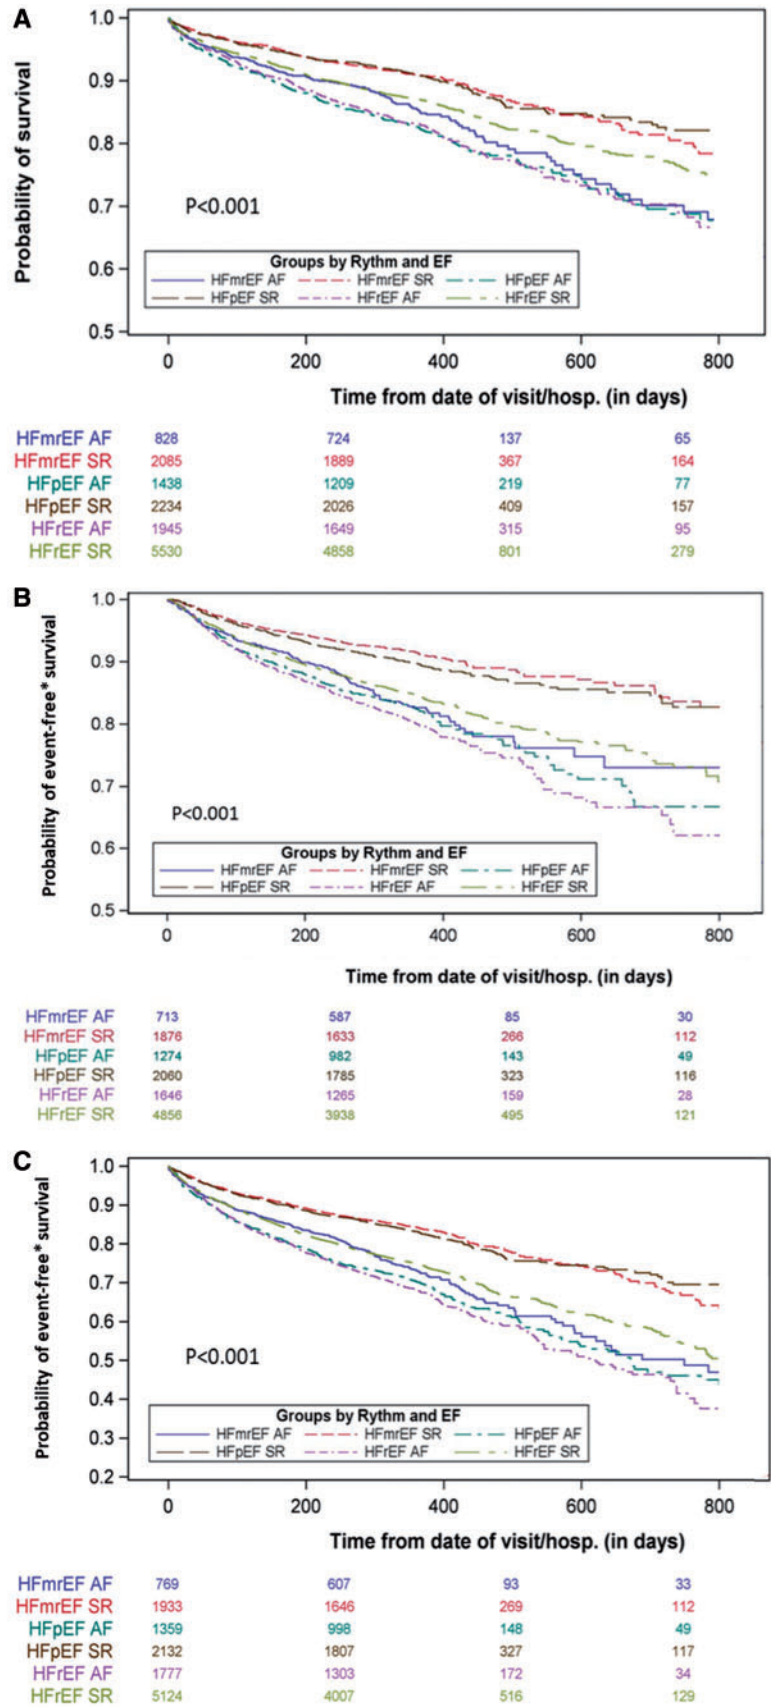 A
Probability of survival
1.0
0.9
0.8
0.7
0.6
0.5
P<0.001
Groups by Rythm and EF
HFmrEF AF HFmrEF SR HFpEF AF
HFpEF SR HFrEF AF HFrEF SR
0 200 400 600 800
Time from date of visit/hosp. (in days)
HFmrEF AF 828 724 137 65
HFmrEF SR 2085 1889 367 164
HFpEF AF 1438 1209 219 77
HFpEF SR 2234 2026 409 157
HFrEF AF 1945 1649 315 95
HFrEF SR 5530 4858 801 279
B
Probability of event-free* survival
1.0
0.9
0.8
0.7
0.6
0.5
P<0.001
Groups by Rythm and EF
HFmrEF AF HFmrEF SR HFpEF AF
HFpEF SR HFrEF AF HFrEF SR
0 200 400 600 800
Time from date of visit/hosp. (in days)
HFmrEF AF 713 587 85 30
HFmrEF SR 1876 1633 266 112
HFpEF AF 1274 982 143 49
HFpEF SR 2060 1785 323 116
HFrEF AF 1646 1265 159 28
HFrEF SR 4856 3938 495 121
C
Probability of event-free* survival
1.0
0.9
0.8
0.7
0.6
0.5
0.4
0.3
0.2
P<0.001
Groups by Rythm and EF
HFmrEF AF HFmrEF SR HFpEF AF
HFpEF SR HFrEF AF HFrEF SR
0 200 400 600 800
Time from date of visit/hosp. (in days)
HFmrEF AF 769 607 93 33
HFmrEF SR 1933 1646 269 112
HFpEF AF 1359 998 148 49
HFpEF SR 2132 1807 327 117
HFrEF AF 1777 1303 172 34
HFrEF SR 5124 4007 516 129